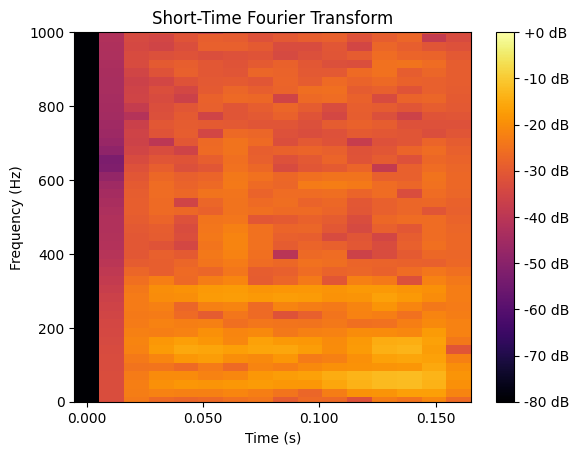 Short-Time Fourier Transform
1000
800
600
400
200
0
Frequency (Hz)
0.000
0.050
0.100
0.150
Time (s)
+0 dB
-10 dB
-20 dB
-30 dB
-40 dB
-50 dB
-60 dB
-70 dB
-80 dB